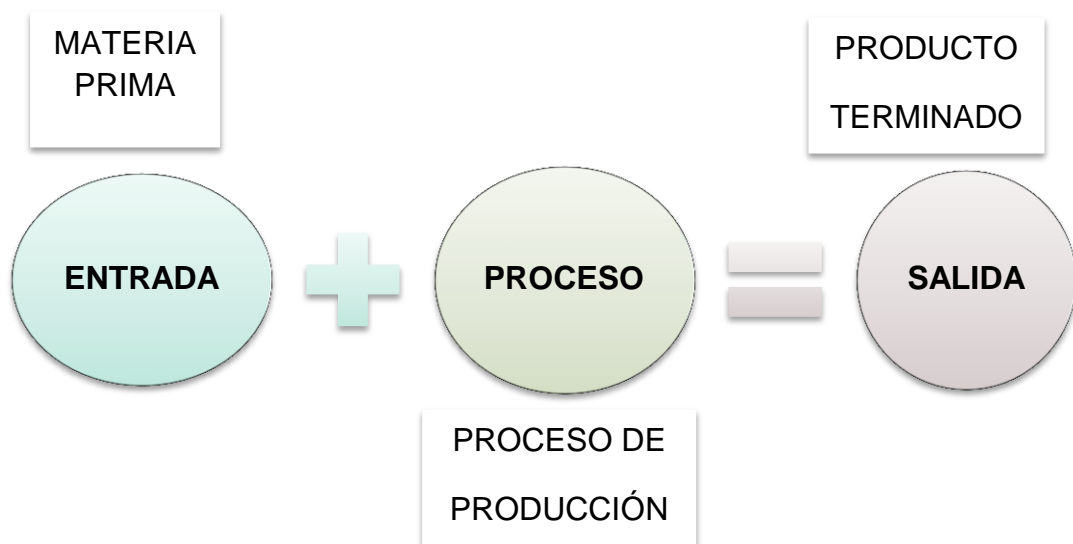 MATERIA
PRIMA
PRODUCTO
TERMINADO
ENTRADA
PROCESO
SALIDA
PROCESO DE
PRODUCCIÓN